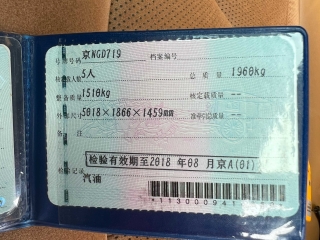 号牌号码 京NGD719 档案编号
核定载人数 5人 总质量 1960kg
整备质量 1510kg 核定载质量 --
外廓尺寸 5018×1866×1459mm 准牵引总质量 --
备注
检验有效期至2018年08月京A(01)
检验记录
汽油
*113000941